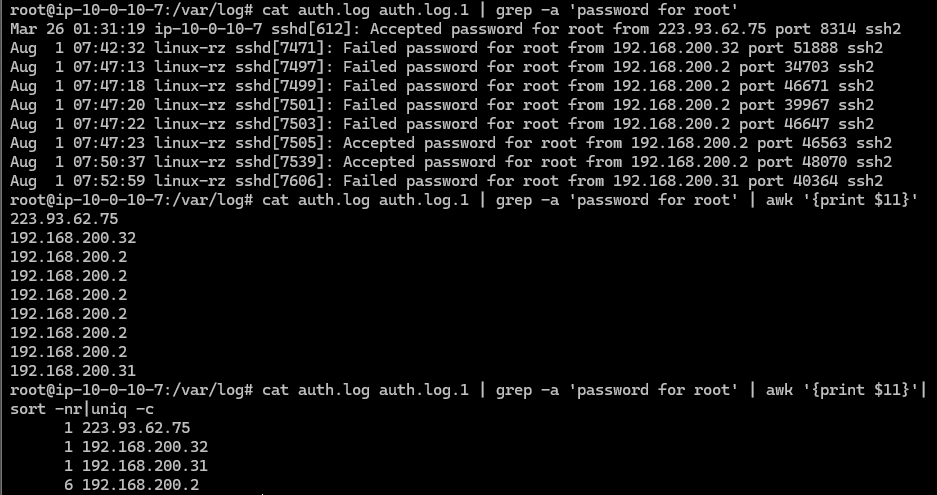 root@ip-10-0-10-7:/var/log# cat auth.log auth.log.1 | grep -a 'password for root'
Mar 26 01:31:19 ip-10-0-10-7 sshd[612]: Accepted password for root from 223.93.62.75 port 8314 ssh2
Aug  1 07:42:32 linux-rz sshd[7471]: Failed password for root from 192.168.200.32 port 51888 ssh2
Aug  1 07:47:13 linux-rz sshd[7497]: Failed password for root from 192.168.200.2 port 34703 ssh2
Aug  1 07:47:18 linux-rz sshd[7499]: Failed password for root from 192.168.200.2 port 46671 ssh2
Aug  1 07:47:20 linux-rz sshd[7501]: Failed password for root from 192.168.200.2 port 39967 ssh2
Aug  1 07:47:22 linux-rz sshd[7503]: Failed password for root from 192.168.200.2 port 46647 ssh2
Aug  1 07:47:23 linux-rz sshd[7505]: Accepted password for root from 192.168.200.2 port 46563 ssh2
Aug  1 07:50:37 linux-rz sshd[7539]: Accepted password for root from 192.168.200.2 port 48070 ssh2
Aug  1 07:52:59 linux-rz sshd[7606]: Failed password for root from 192.168.200.31 port 40364 ssh2
root@ip-10-0-10-7:/var/log# cat auth.log auth.log.1 | grep -a 'password for root' | awk '{print $11}'
223.93.62.75
192.168.200.32
192.168.200.2
192.168.200.2
192.168.200.2
192.168.200.2
192.168.200.2
192.168.200.2
192.168.200.31
root@ip-10-0-10-7:/var/log# cat auth.log auth.log.1 | grep -a 'password for root' | awk '{print $11}'|
sort -nr|uniq -c
      1 223.93.62.75
      1 192.168.200.32
      1 192.168.200.31
      6 192.168.200.2